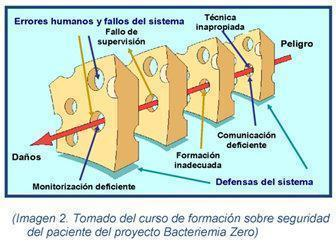 Errores humanos y fallos del sistema
Técnica
inapropiada
Fallo de
supervisión
Peligro
Comunicación
deficiente
Daños
Formación
inadecuada
Defensas del sistema
Monitorización deficiente
(Imagen 2. Tomado del curso de formación sobre seguridad
del paciente del proyecto Bacteriemia Zero)